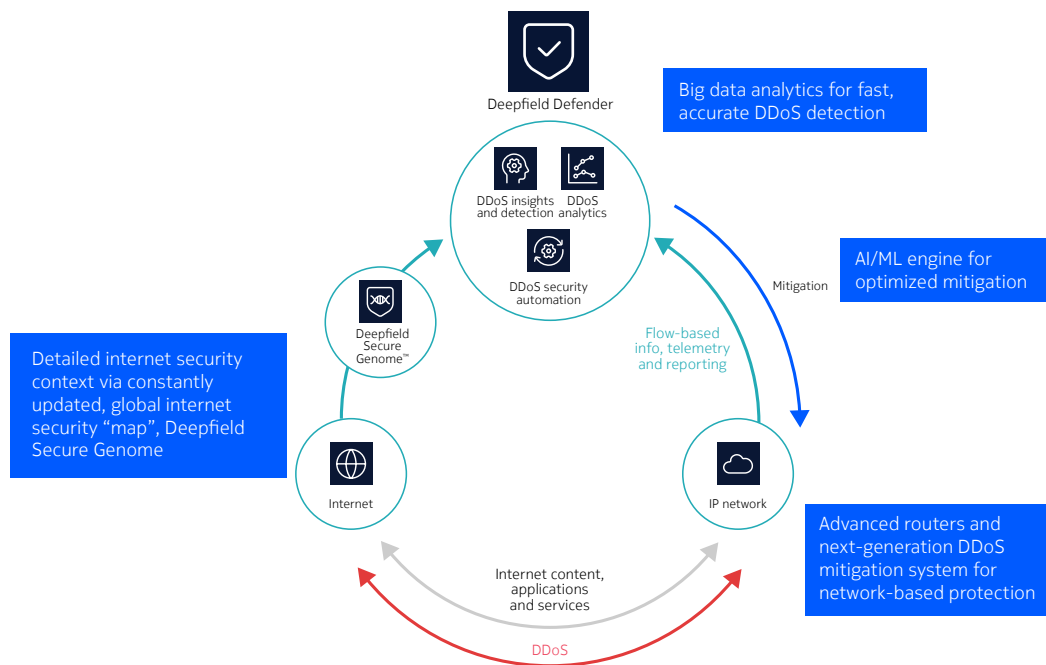 Deepfield Defender
Big data analytics for fast,
accurate DDoS detection
DDoS insights
and detection
DDoS
analytics
DDoS security
automation
AI/ML engine for
optimized mitigation
Mitigation
Deepfield
Secure
Genome™
Flow-based
info, telemetry
and reporting
Detailed internet security
context via constantly
updated, global internet
security “map”, Deepfield
Secure Genome
Internet
IP network
Advanced routers and
next-generation DDoS
mitigation system for
network-based protection
Internet content,
applications
and services
DDoS